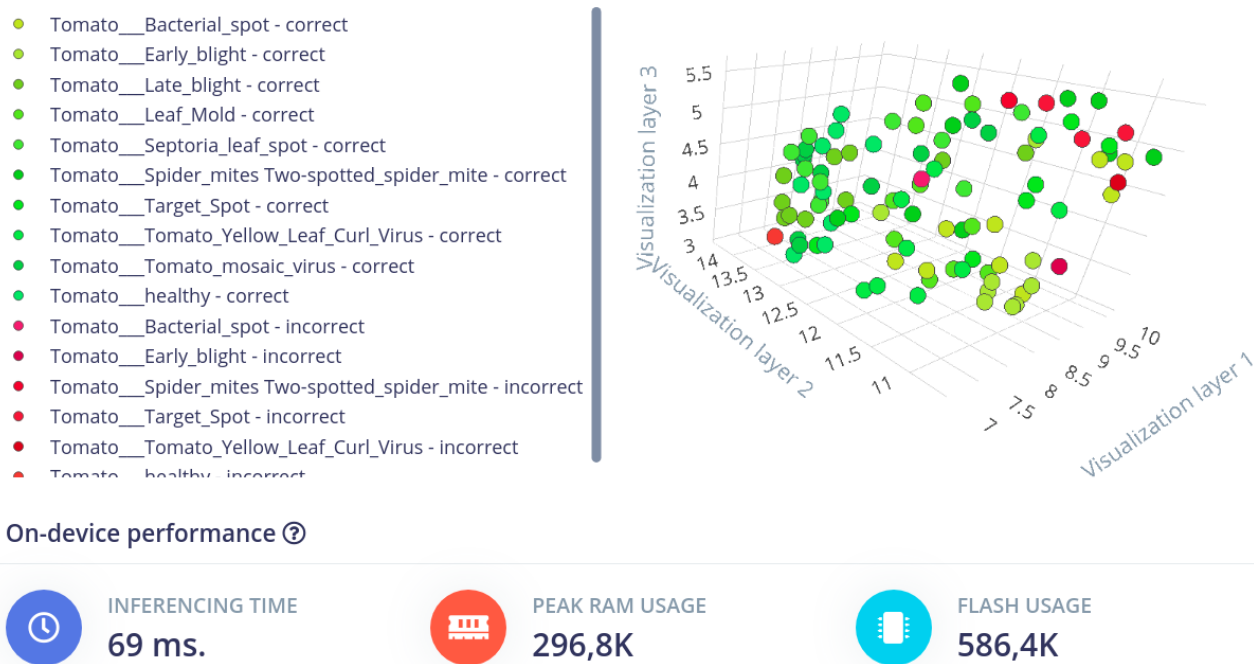 Tomato___Bacterial_spot - correct
Tomato___Early_blight - correct
Tomato___Late_blight - correct
Tomato___Leaf_Mold - correct
Tomato___Septoria_leaf_spot - correct
Tomato___Spider_mites Two-spotted_spider_mite - correct
Tomato___Target_Spot - correct
Tomato___Tomato_Yellow_Leaf_Curl_Virus - correct
Tomato___Tomato_mosaic_virus - correct
Tomato___healthy - correct
Tomato___Bacterial_spot - incorrect
Tomato___Early_blight - incorrect
Tomato___Spider_mites Two-spotted_spider_mite - incorrect
Tomato___Target_Spot - incorrect
Tomato___Tomato_Yellow_Leaf_Curl_Virus - incorrect
Tomato___healthy - incorrect
Visualization layer 3
5.5
5
4.5
4
3.5
3
Visualization layer 2
14
13.5
13
12.5
12
11.5
11
Visualization layer 1
7
7.5
8
8.5
9
9.5
10
On-device performance ?
INFERENCING TIME
69 ms.
PEAK RAM USAGE
296,8K
FLASH USAGE
586,4K